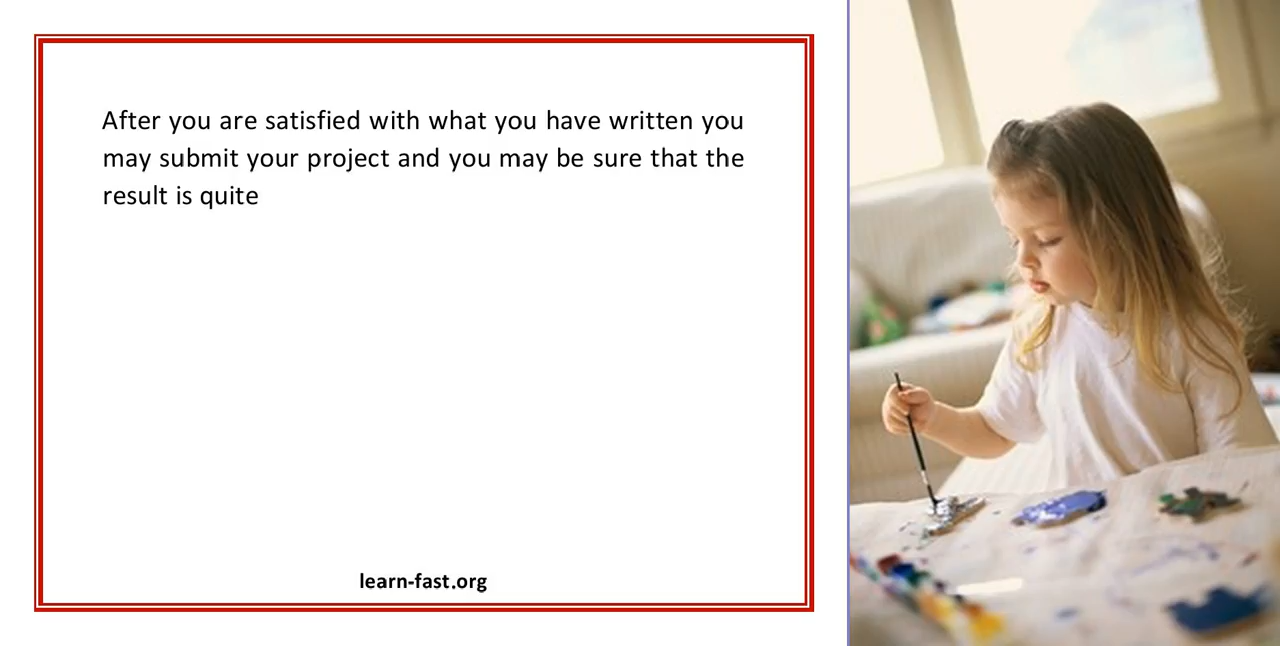 After you are satisfied with what you have written you
may submit your project and you may be sure that the
result is quite
learn-fast.org